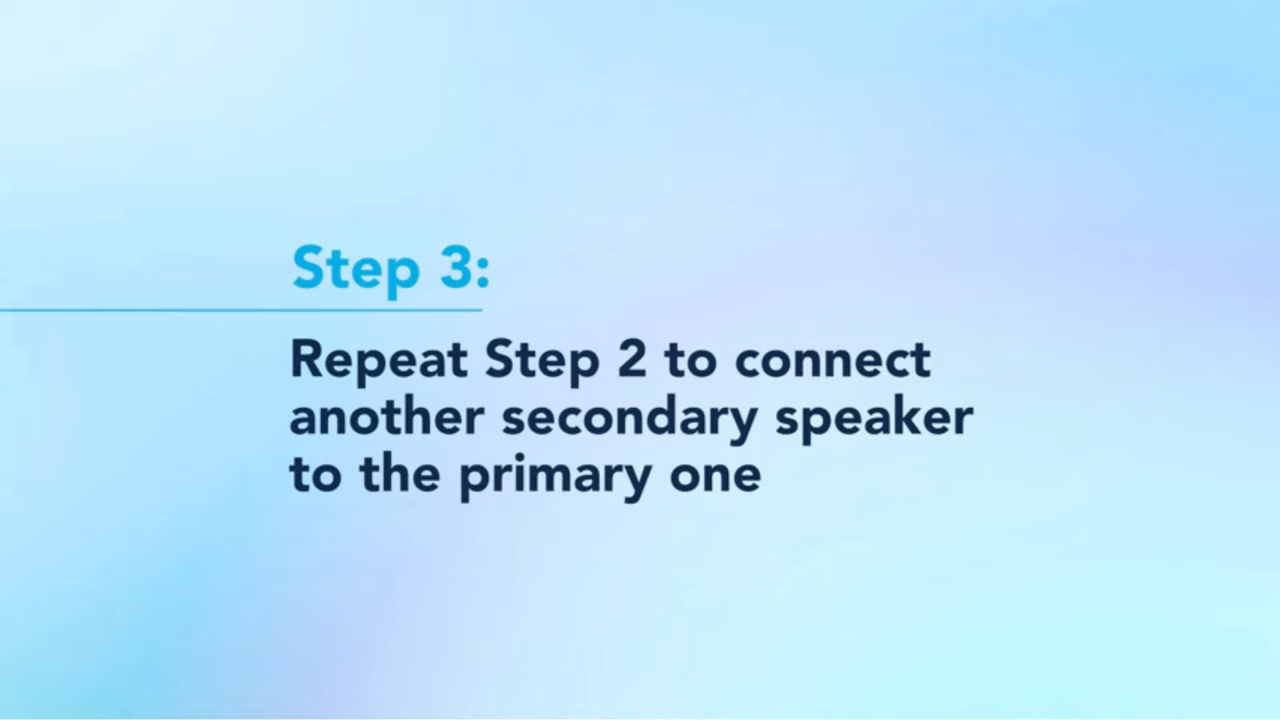 Step 3:
Repeat Step 2 to connect
another secondary speaker
to the primary one